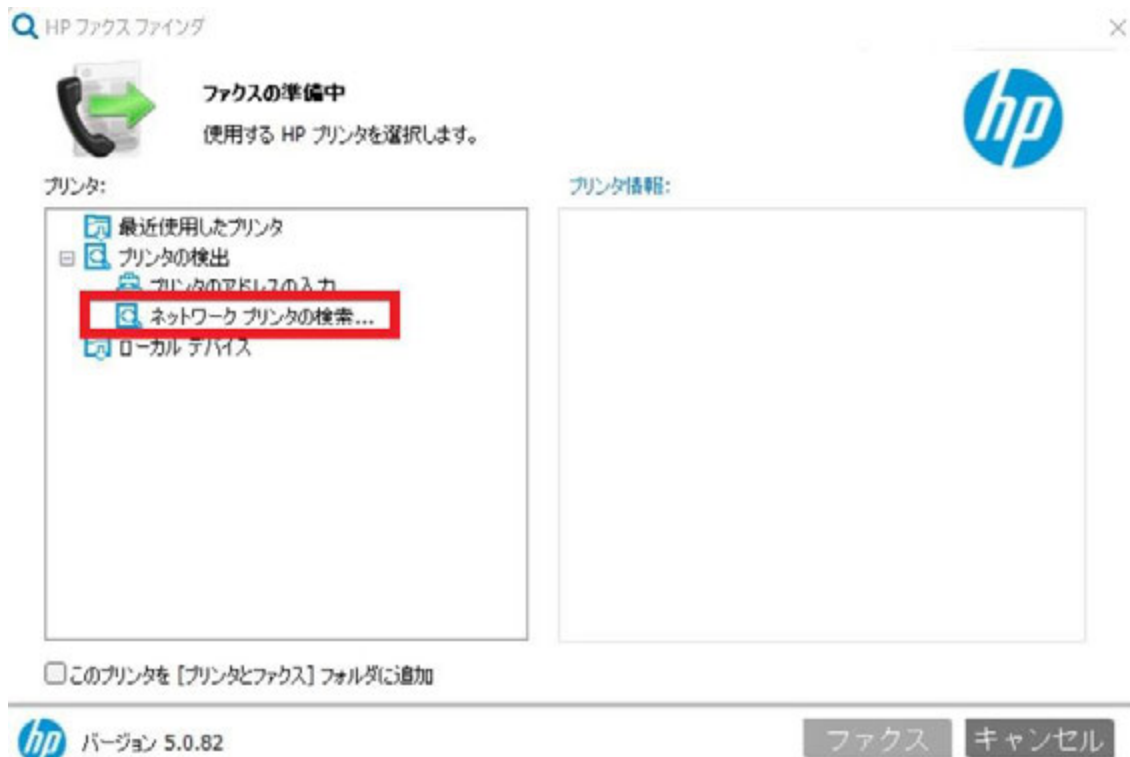 HP ファクス ファインダ
ファクスの準備中
使用する HP プリンタを選択します。
hp
プリンタ:
プリンタ情報:
最近使用したプリンタ
プリンタの検出
プリンタのアドレスの入力
ネットワーク プリンタの検索...
ローカル デバイス
このプリンタを [プリンタとファクス] フォルダに追加
hp
バージョン 5.0.82
ファクス
キャンセル